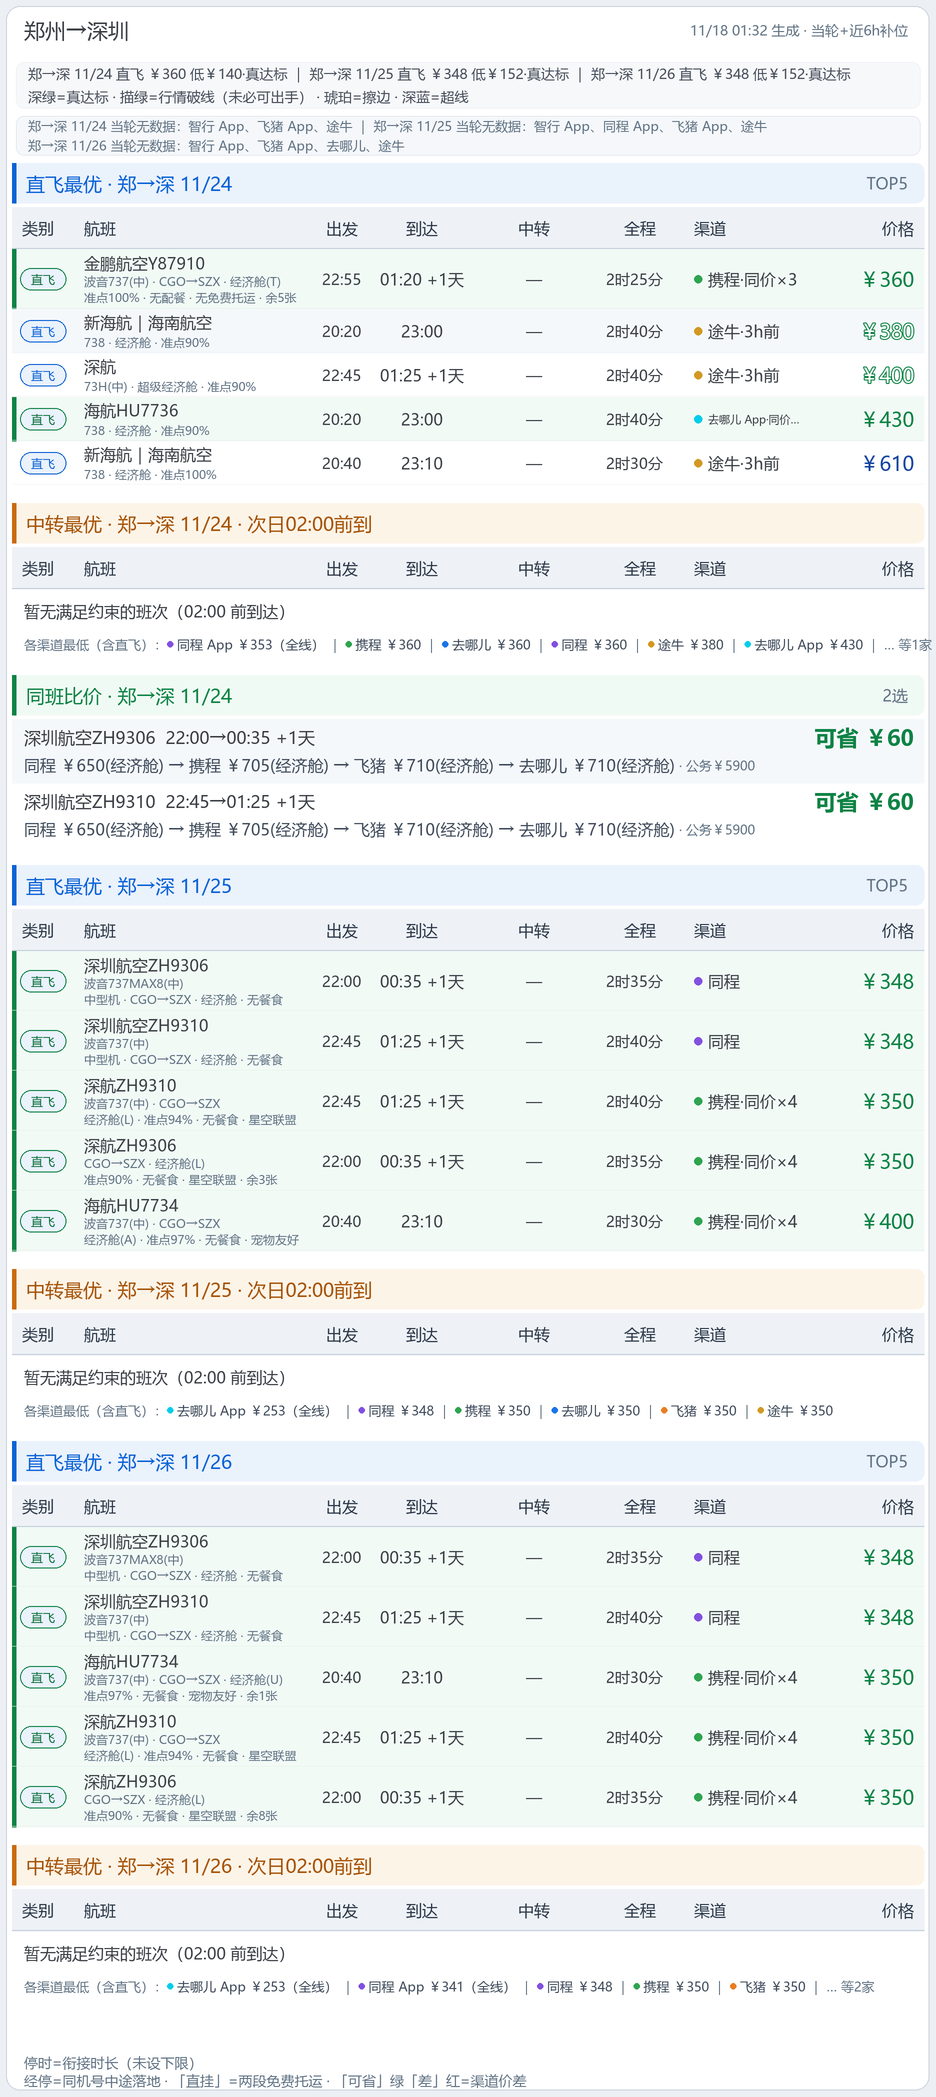 郑州→深圳
11/18 01:32 生成 · 当轮+近6h补位
郑→深 11/24 直飞 ￥360 低￥140·真达标 ｜ 郑→深 11/25 直飞 ￥348 低￥152·真达标 ｜ 郑→深 11/26 直飞 ￥348 低￥152·真达标
深绿=真达标 · 描绿=行情破线（未必可出手） · 琥珀=擦边 · 深蓝=超线
郑→深 11/24 当轮无数据：智行 App、飞猪 App、途牛 ｜ 郑→深 11/25 当轮无数据：智行 App、同程 App、飞猪 App、途牛
郑→深 11/26 当轮无数据：智行 App、飞猪 App、去哪儿、途牛
直飞最优 · 郑→深 11/24 TOP5
类别 航班 出发 到达 中转 全程 渠道 价格
金鹏航空Y87910
直飞 波音737(中) · CGO→SZX · 经济舱(T) 22:55 01:20 +1天 — 2时25分 携程·同价×3 ￥360
准点100% · 无配餐 · 无免费托运 · 余5张
新海航｜海南航空
直飞 20:20 23:00 — 2时40分 途牛·3h前 ￥380
738 · 经济舱 · 准点90%
深航
直飞 22:45 01:25 +1天 — 2时40分 途牛·3h前 ￥400
73H(中) · 超级经济舱 · 准点90%
海航HU7736
直飞 20:20 23:00 — 2时40分 去哪儿 App·同价... ￥430
738 · 经济舱 · 准点90%
新海航｜海南航空
直飞 20:40 23:10 — 2时30分 途牛·3h前 ￥610
738 · 经济舱 · 准点100%
中转最优 · 郑→深 11/24 · 次日02:00前到
类别 航班 出发 到达 中转 全程 渠道 价格
暂无满足约束的班次（02:00 前到达）
各渠道最低（含直飞）: 同程 App ￥353（全线） ｜ 携程 ￥360 ｜ 去哪儿 ￥360 ｜ 同程 ￥360 ｜ 途牛 ￥380 ｜ 去哪儿 App ￥430 ｜ ... 等1家
同班比价 · 郑→深 11/24 2选
深圳航空ZH9306 22:00→00:35 +1天 可省 ￥60
同程 ￥650(经济舱) → 携程 ￥705(经济舱) → 飞猪 ￥710(经济舱) → 去哪儿 ￥710(经济舱) · 公务￥5900
深圳航空ZH9310 22:45→01:25 +1天 可省 ￥60
同程 ￥650(经济舱) → 携程 ￥705(经济舱) → 飞猪 ￥710(经济舱) → 去哪儿 ￥710(经济舱) · 公务￥5900
直飞最优 · 郑→深 11/25 TOP5
类别 航班 出发 到达 中转 全程 渠道 价格
深圳航空ZH9306
直飞 波音737MAX8(中) 22:00 00:35 +1天 — 2时35分 同程 ￥348
中型机 · CGO→SZX · 经济舱 · 无餐食
深圳航空ZH9310
直飞 波音737(中) 22:45 01:25 +1天 — 2时40分 同程 ￥348
中型机 · CGO→SZX · 经济舱 · 无餐食
深航ZH9310
直飞 波音737(中) · CGO→SZX 22:45 01:25 +1天 — 2时40分 携程·同价×4 ￥350
经济舱(L) · 准点94% · 无餐食 · 星空联盟
深航ZH9306
直飞 CGO→SZX · 经济舱(L) 22:00 00:35 +1天 — 2时35分 携程·同价×4 ￥350
准点90% · 无餐食 · 星空联盟 · 余3张
海航HU7734
直飞 波音737(中) · CGO→SZX 20:40 23:10 — 2时30分 携程·同价×4 ￥400
经济舱(A) · 准点97% · 无餐食 · 宠物友好
中转最优 · 郑→深 11/25 · 次日02:00前到
类别 航班 出发 到达 中转 全程 渠道 价格
暂无满足约束的班次（02:00 前到达）
各渠道最低（含直飞）: 去哪儿 App ￥253（全线） ｜ 同程 ￥348 ｜ 携程 ￥350 ｜ 去哪儿 ￥350 ｜ 飞猪 ￥350 ｜ 途牛 ￥350
直飞最优 · 郑→深 11/26 TOP5
类别 航班 出发 到达 中转 全程 渠道 价格
深圳航空ZH9306
直飞 波音737MAX8(中) 22:00 00:35 +1天 — 2时35分 同程 ￥348
中型机 · CGO→SZX · 经济舱 · 无餐食
深圳航空ZH9310
直飞 波音737(中) 22:45 01:25 +1天 — 2时40分 同程 ￥348
中型机 · CGO→SZX · 经济舱 · 无餐食
海航HU7734
直飞 波音737(中) · CGO→SZX · 经济舱(U) 20:40 23:10 — 2时30分 携程·同价×4 ￥350
准点97% · 无餐食 · 宠物友好 · 余1张
深航ZH9310
直飞 波音737(中) · CGO→SZX 22:45 01:25 +1天 — 2时40分 携程·同价×4 ￥350
经济舱(L) · 准点94% · 无餐食 · 星空联盟
深航ZH9306
直飞 CGO→SZX · 经济舱(L) 22:00 00:35 +1天 — 2时35分 携程·同价×4 ￥350
准点90% · 无餐食 · 星空联盟 · 余8张
中转最优 · 郑→深 11/26 · 次日02:00前到
类别 航班 出发 到达 中转 全程 渠道 价格
暂无满足约束的班次（02:00 前到达）
各渠道最低（含直飞）: 去哪儿 App ￥253（全线） ｜ 同程 App ￥341（全线） ｜ 同程 ￥348 ｜ 携程 ￥350 ｜ 飞猪 ￥350 ｜ ... 等2家
停时=衔接时长（未设下限）
经停=同机号中途落地 · 「直挂」=两段免费托运 · 「可省」绿「差」红=渠道价差